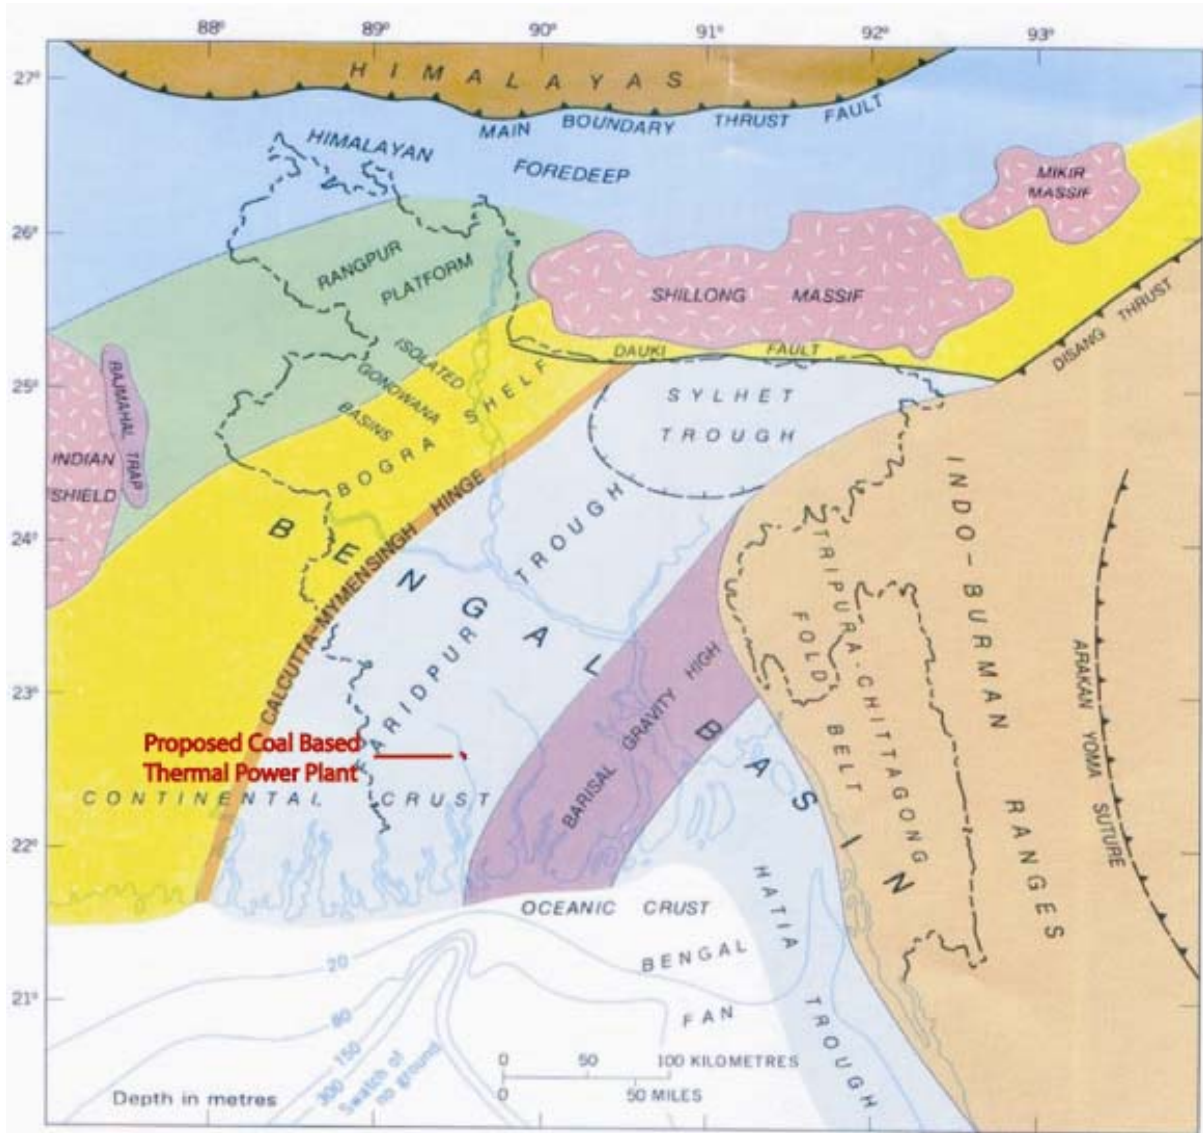 88° 89° 90° 91° 92° 93°
27°
HIMALAYAS
MAIN BOUNDARY THRUST FAULT
HIMALAYAN
FOREDEEP
MIKIR
MASSIF
26°
RANGPUR
PLATFORM
SHILLONG MASSIF
DISANG THRUST
DAUKI FAULT
ISOLATED
GONDWANA
BASINS
BOGRA SHELF
25°
RAJMAHAL TRAP
SYLHET
TROUGH
INDIAN
SHIELD
24°
CALCUTTA-MYMENSINGH HINGE
BENGAL BASIN
FARIDPUR TROUGH
TRIPURA-CHITTAGONG
FOLD BELT
INDO-BURMAN RANGES
ARAKAN YOMA SUTURE
23°
BARISAL GRAVITY HIGH
Proposed Coal Based
Thermal Power Plant
CONTINENTAL CRUST
22°
OCEANIC CRUST
HATIA TROUGH
BENGAL
FAN
20
80
150
300
Swatch of
no ground
21°
0 50 100 KILOMETRES
0 50 MILES
Depth in metres